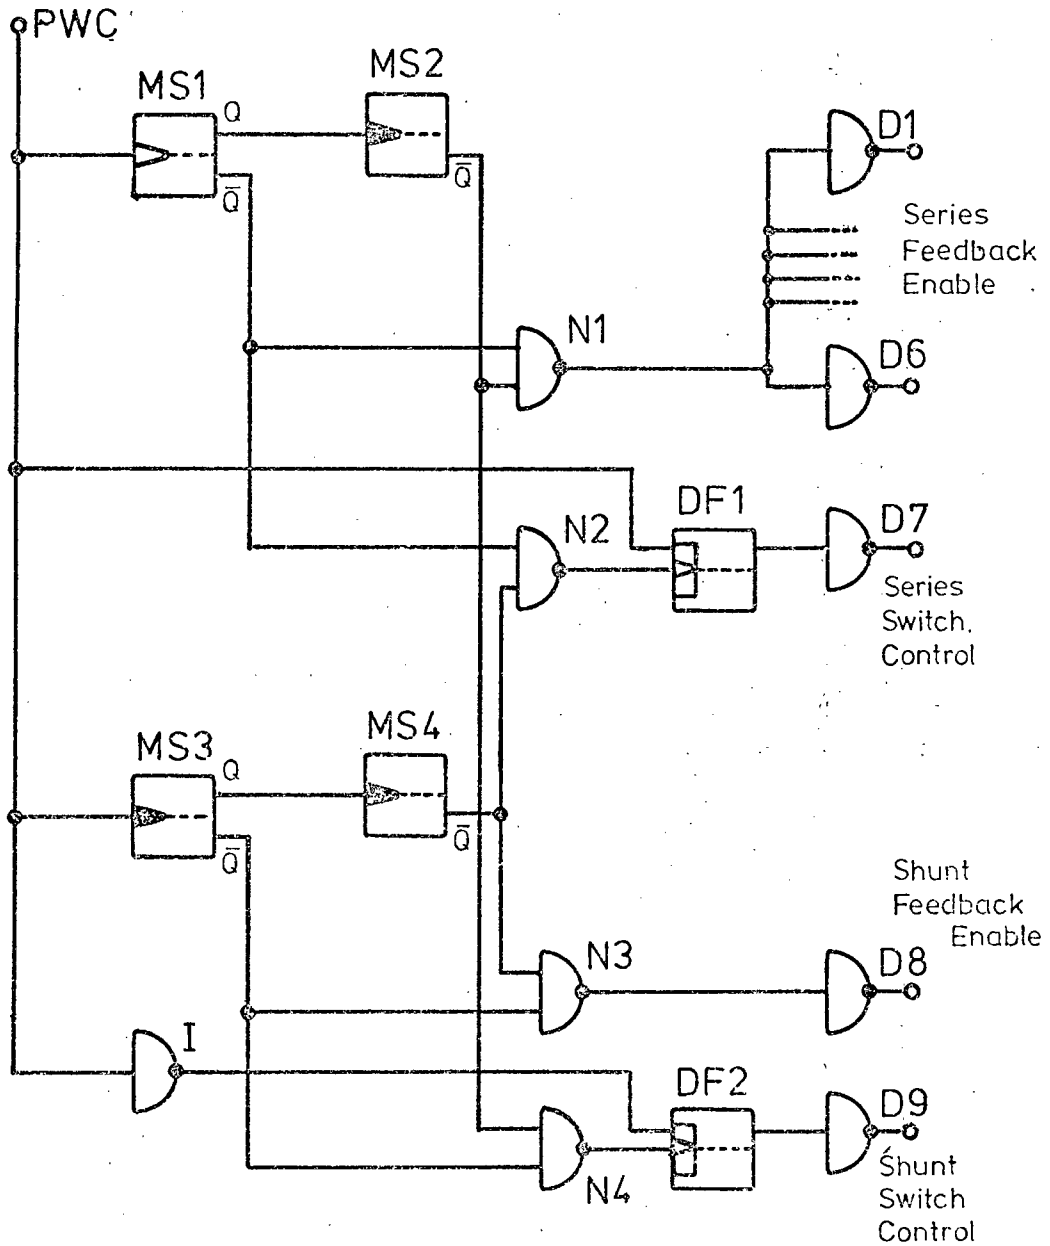 PWC
MS1
Q
Q̅
MS2
Q̅
D1
Series
Feedback
Enable
N1
D6
N2
DF1
D7
Series
Switch.
Control
MS3
Q
Q̅
MS4
Q̅
Shunt
Feedback
Enable
N3
D8
I
DF2
D9
N4
Shunt
Switch
Control